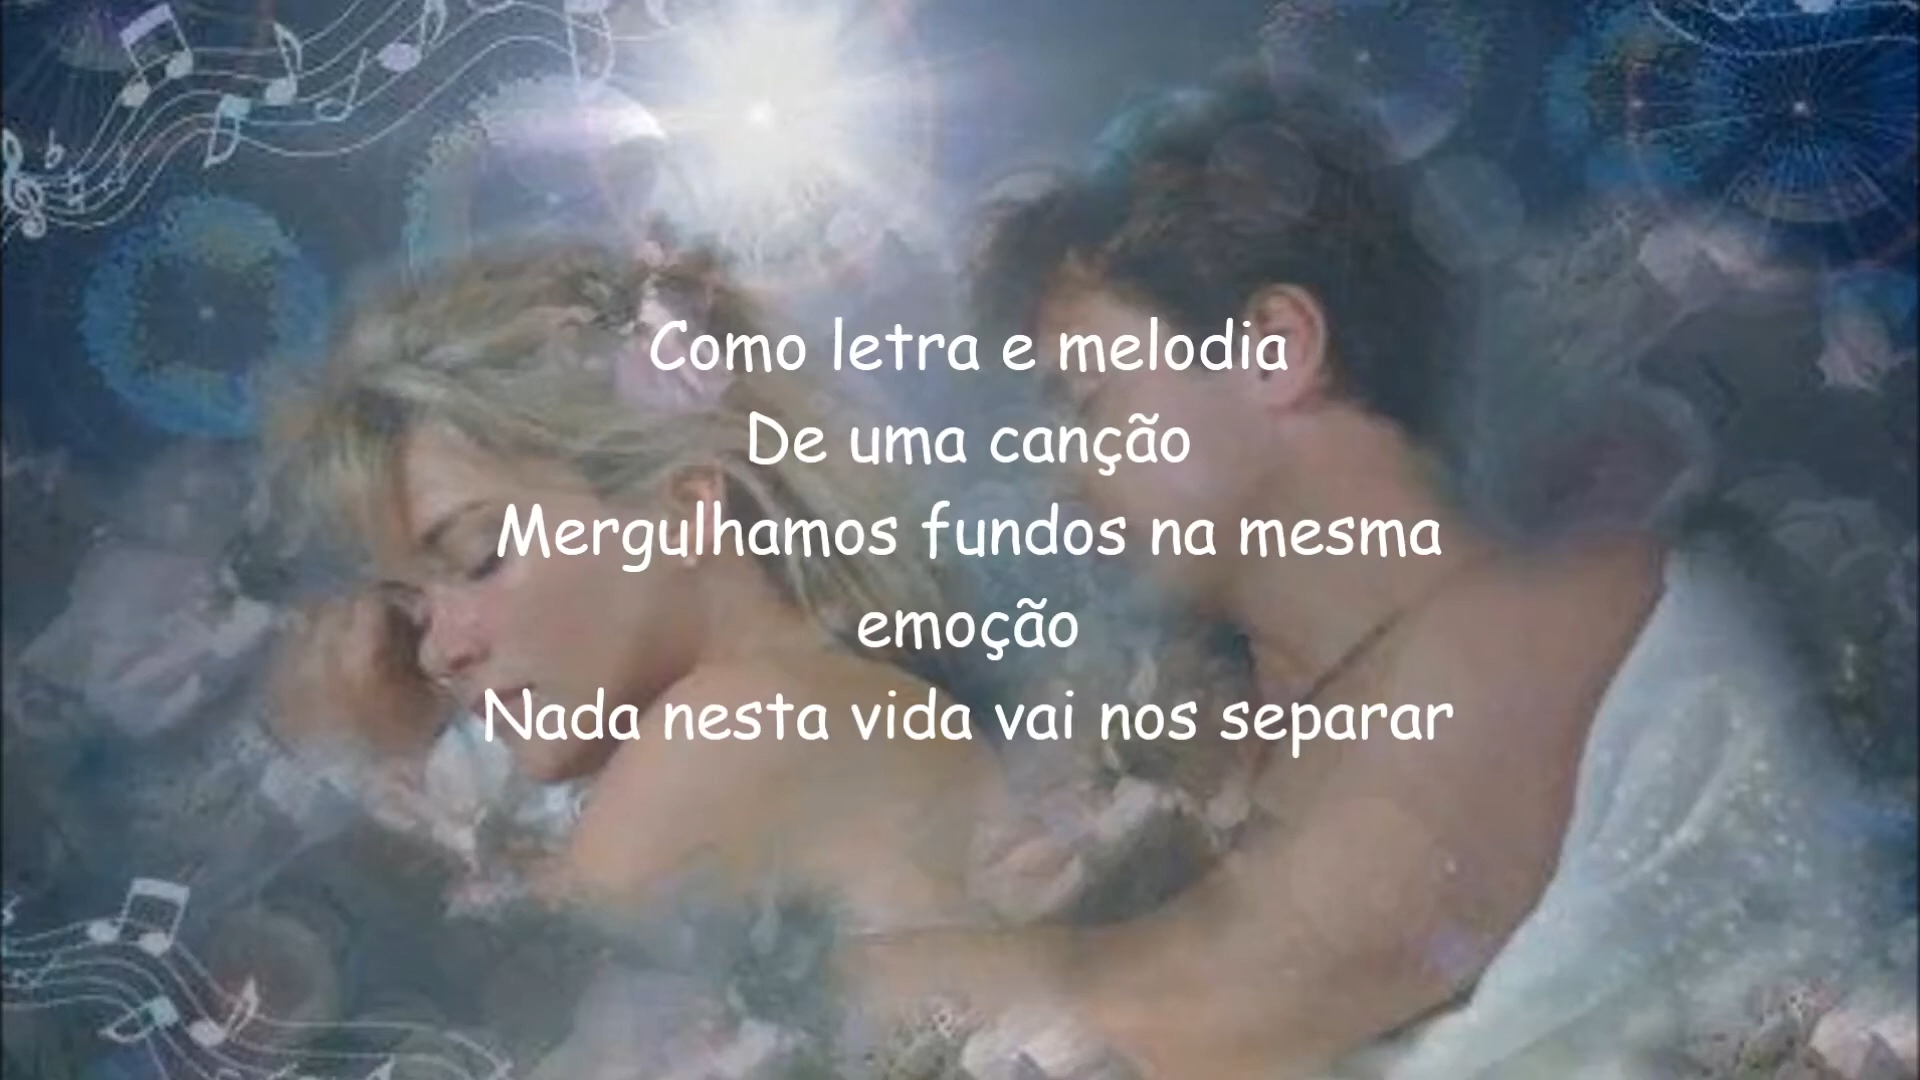 Como letra e melodia
De uma canção
Mergulhamos fundos na mesma
emoção
Nada nesta vida vai nos separar